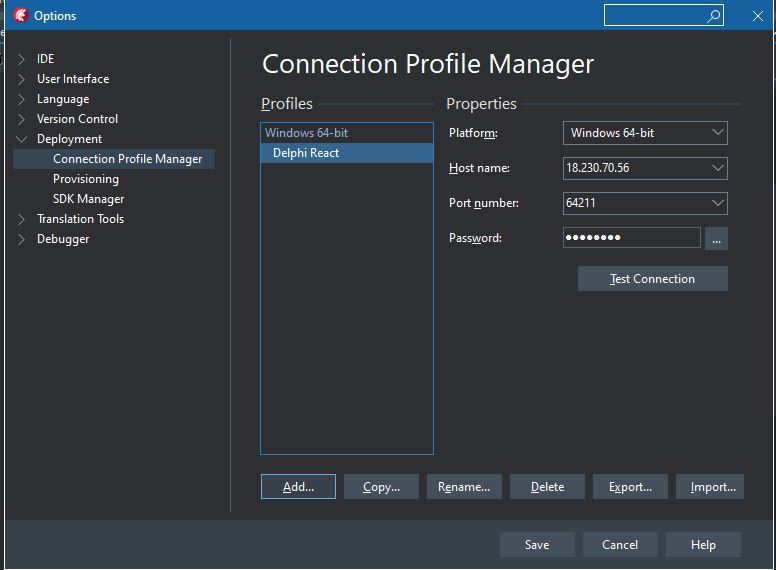 Options
IDE
User Interface
Language
Version Control
Deployment
Connection Profile Manager
Provisioning
SDK Manager
Translation Tools
Debugger
Connection Profile Manager
Profiles
Windows 64-bit
Delphi React
Properties
Platform: Windows 64-bit
Host name: 18.230.70.56
Port number: 64211
Password: ●●●●●●●● ...
Test Connection
Add... Copy... Rename... Delete Export... Import...
Save Cancel Help